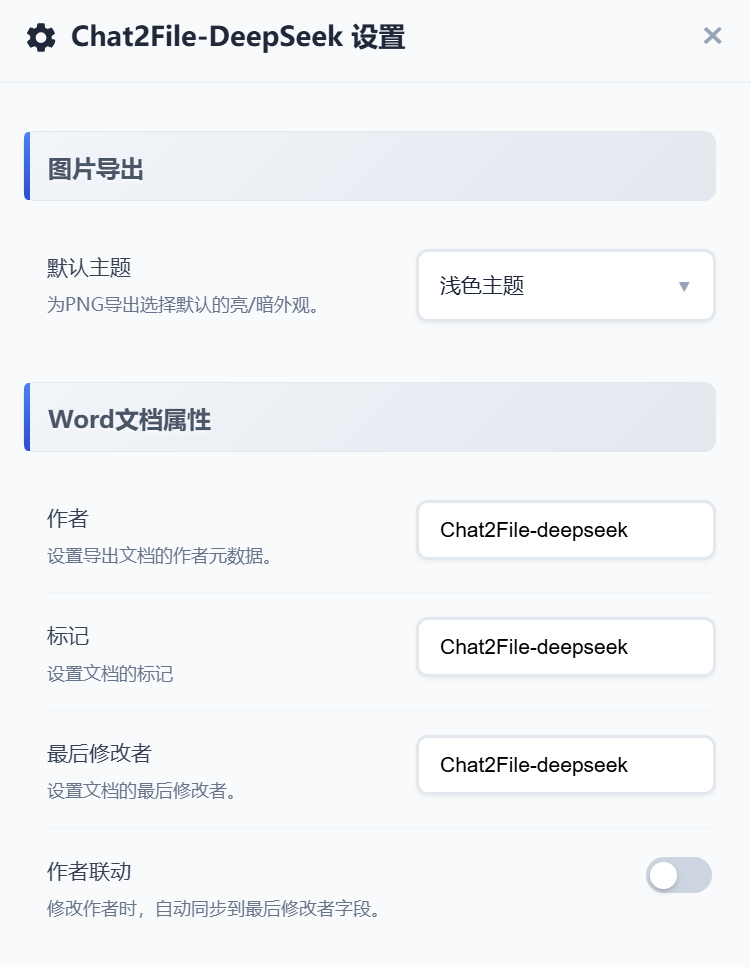 Chat2File-DeepSeek 设置
图片导出
默认主题
浅色主题
为PNG导出选择默认的亮/暗外观。
Word文档属性
作者
Chat2File-deepseek
设置导出文档的作者元数据。
标记
Chat2File-deepseek
设置文档的标记
最后修改者
Chat2File-deepseek
设置文档的最后修改者。
作者联动
修改作者时，自动同步到最后修改者字段。